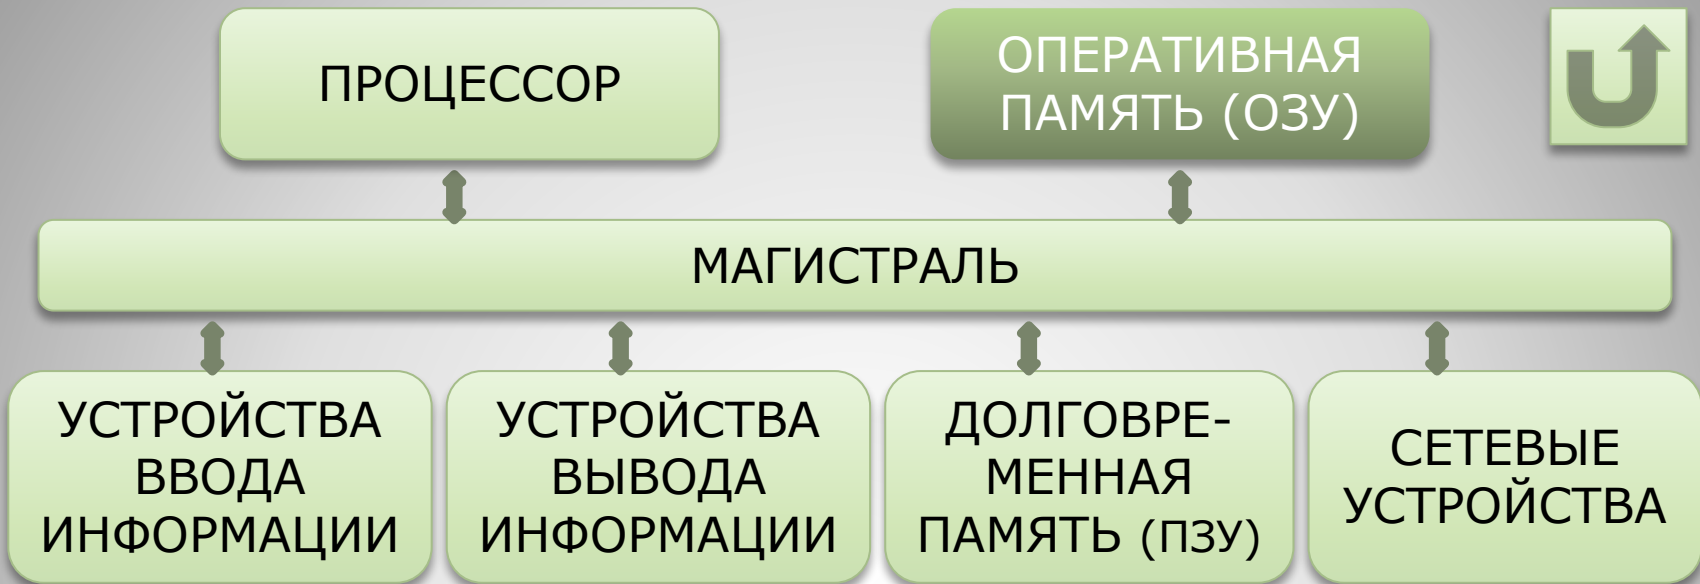 ПРОЦЕССОР
ОПЕРАТИВНАЯ
ПАМЯТЬ (ОЗУ)
МАГИСТРАЛЬ
УСТРОЙСТВА
ВВОДА
ИНФОРМАЦИИ
УСТРОЙСТВА
ВЫВОДА
ИНФОРМАЦИИ
ДОЛГОВРЕ-
МЕННАЯ
ПАМЯТЬ (ПЗУ)
СЕТЕВЫЕ
УСТРОЙСТВА